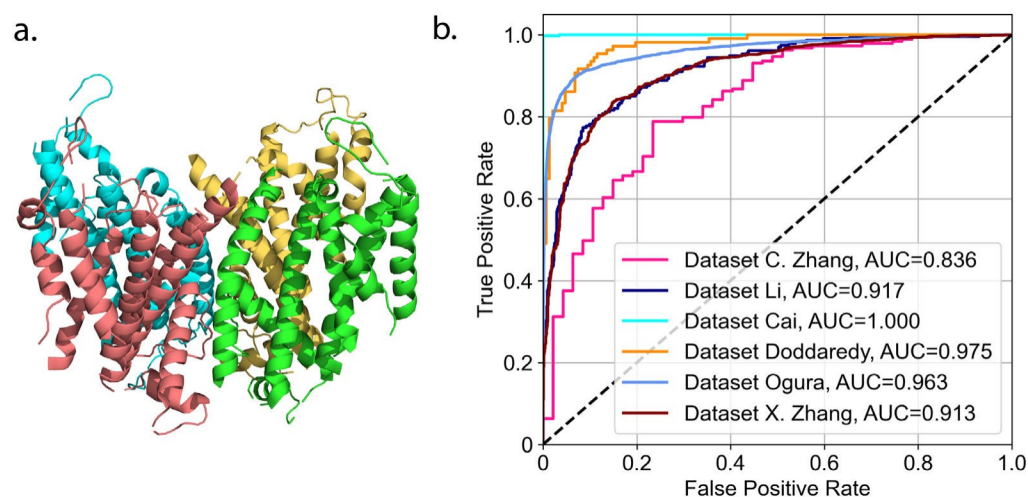 a.
b.
True Positive Rate
1.0
0.8
0.6
0.4
0.2
0
Dataset C. Zhang, AUC=0.836
Dataset Li, AUC=0.917
Dataset Cai, AUC=1.000
Dataset Doddaredy, AUC=0.975
Dataset Ogura, AUC=0.963
Dataset X. Zhang, AUC=0.913
0 0.2 0.4 0.6 0.8 1.0
False Positive Rate